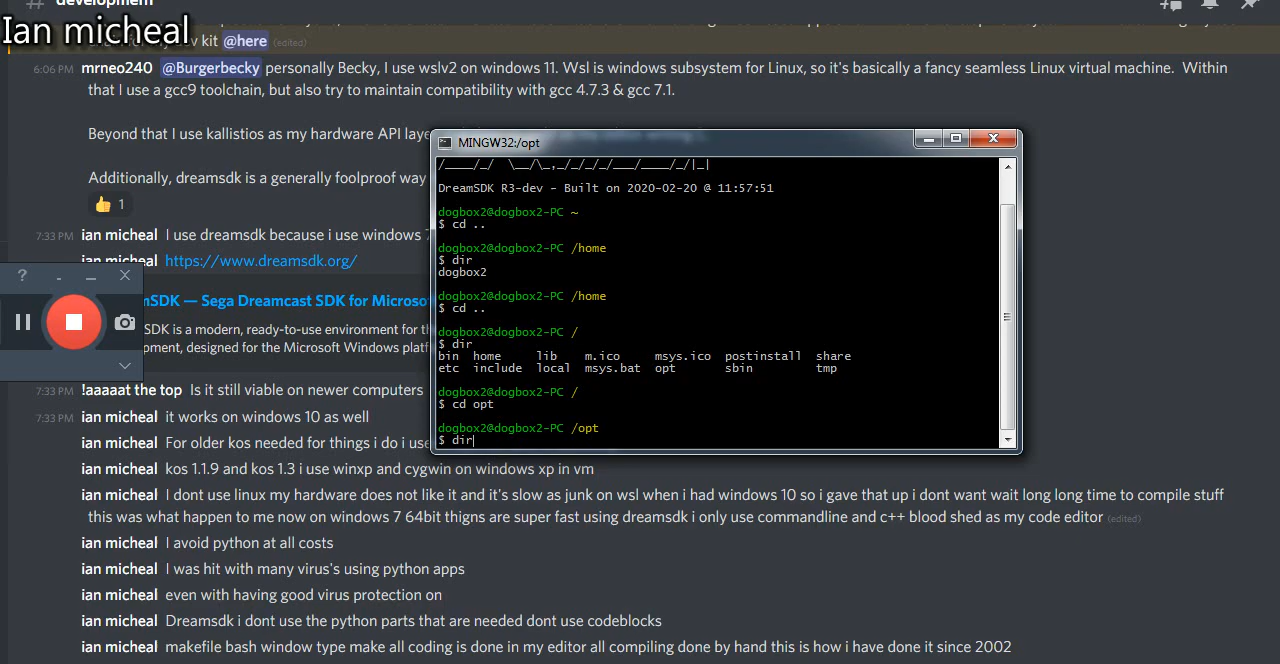 development
Ian micheal
kit @here (edited)
6:06 PM mrneo240 @Burgerbecky personally Becky, I use wslv2 on windows 11. Wsl is windows subsystem for Linux, so it's basically a fancy seamless Linux virtual machine. Within
that I use a gcc9 toolchain, but also try to maintain compatibility with gcc 4.7.3 & gcc 7.1.
Beyond that I use kallistios as my hardware API laye
Additionally, dreamsdk is a generally foolproof way
👍 1
7:33 PM ian micheal I use dreamsdk because i use windows 7
ian micheal https://www.dreamsdk.org/
mSDK — Sega Dreamcast SDK for Microsof
SDK is a modern, ready-to-use environment for th
pment, designed for the Microsoft Windows platf
7:33 PM !aaaaat the top Is it still viable on newer computers
7:33 PM ian micheal it works on windows 10 as well
ian micheal For older kos needed for things i do i use
ian micheal kos 1.1.9 and kos 1.3 i use winxp and cygwin on windows xp in vm
ian micheal I dont use linux my hardware does not like it and it's slow as junk on wsl when i had windows 10 so i gave that up i dont want wait long long time to compile stuff
this was what happen to me now on windows 7 64bit thigns are super fast using dreamsdk i only use commandline and c++ blood shed as my code editor (edited)
ian micheal I avoid python at all costs
ian micheal I was hit with many virus's using python apps
ian micheal even with having good virus protection on
ian micheal Dreamsdk i dont use the python parts that are needed dont use codeblocks
ian micheal makefile bash window type make all coding is done in my editor all compiling done by hand this is how i have done it since 2002
MINGW32:/opt
/____/_/ \__/\_,_/_/_/_/___/____/_/|_|
DreamSDK R3-dev - Built on 2020-02-20 @ 11:57:51
dogbox2@dogbox2-PC ~
$ cd ..
dogbox2@dogbox2-PC /home
$ dir
dogbox2
dogbox2@dogbox2-PC /home
$ cd ..
dogbox2@dogbox2-PC /
$ dir
bin home lib m.ico msys.ico postinstall share
etc include local msys.bat opt sbin tmp
dogbox2@dogbox2-PC /
$ cd opt
dogbox2@dogbox2-PC /opt
$ dir